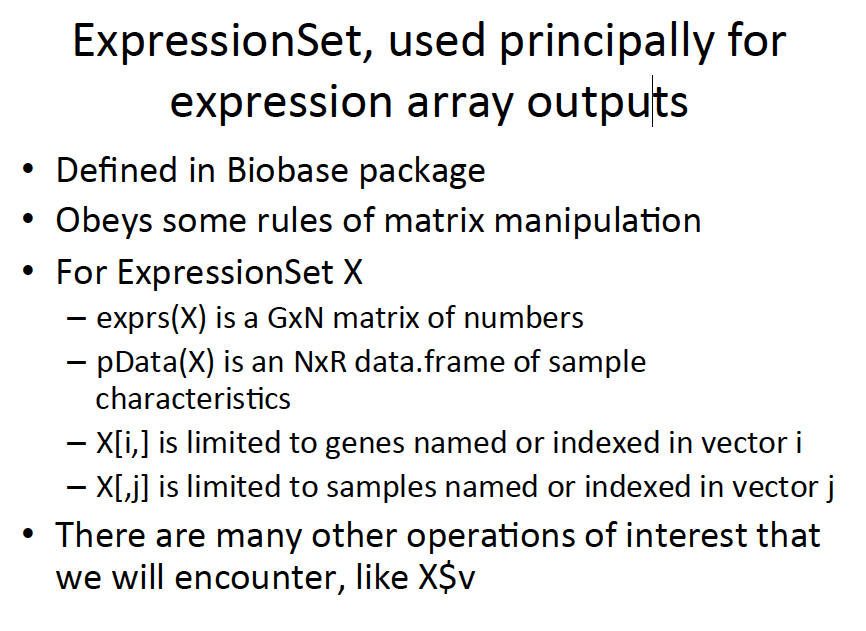 ExpressionSet, used principally for
expression array outputs
• Defined in Biobase package
• Obeys some rules of matrix manipulation
• For ExpressionSet X
– exprs(X) is a GxN matrix of numbers
– pData(X) is an NxR data.frame of sample
characteristics
– X[i,] is limited to genes named or indexed in vector i
– X[,j] is limited to samples named or indexed in vector j
• There are many other operations of interest that
we will encounter, like X$v